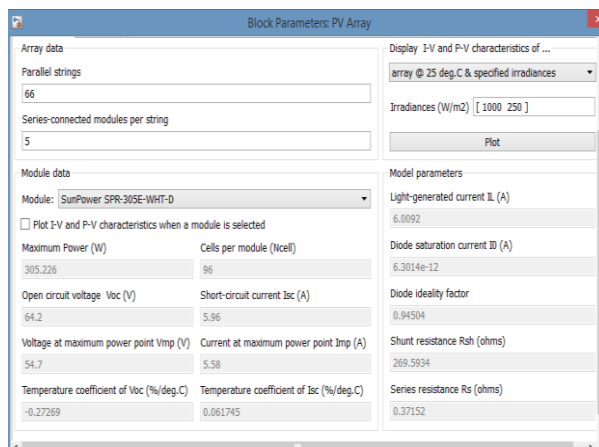 Block Parameters: PV Array
Array data
Parallel strings
66
Series-connected modules per string
5
Display I-V and P-V characteristics of ...
array @ 25 deg.C & specified irradiances
Irradiances (W/m2) [ 1000 250 ]
Plot
Module data
Module: SunPower SPR-305E-WHT-D
Plot I-V and P-V characteristics when a module is selected
Maximum Power (W) Cells per module (Ncell)
305.226 96
Open circuit voltage Voc (V) Short-circuit current Isc (A)
64.2 5.96
Voltage at maximum power point Vmp (V) Current at maximum power point Imp (A)
54.7 5.58
Temperature coefficient of Voc (%/deg.C) Temperature coefficient of Isc (%/deg.C)
-0.27269 0.061745
Model parameters
Light-generated current IL (A)
6.0092
Diode saturation current I0 (A)
6.3014e-12
Diode ideality factor
0.94504
Shunt resistance Rsh (ohms)
269.5934
Series resistance Rs (ohms)
0.37152